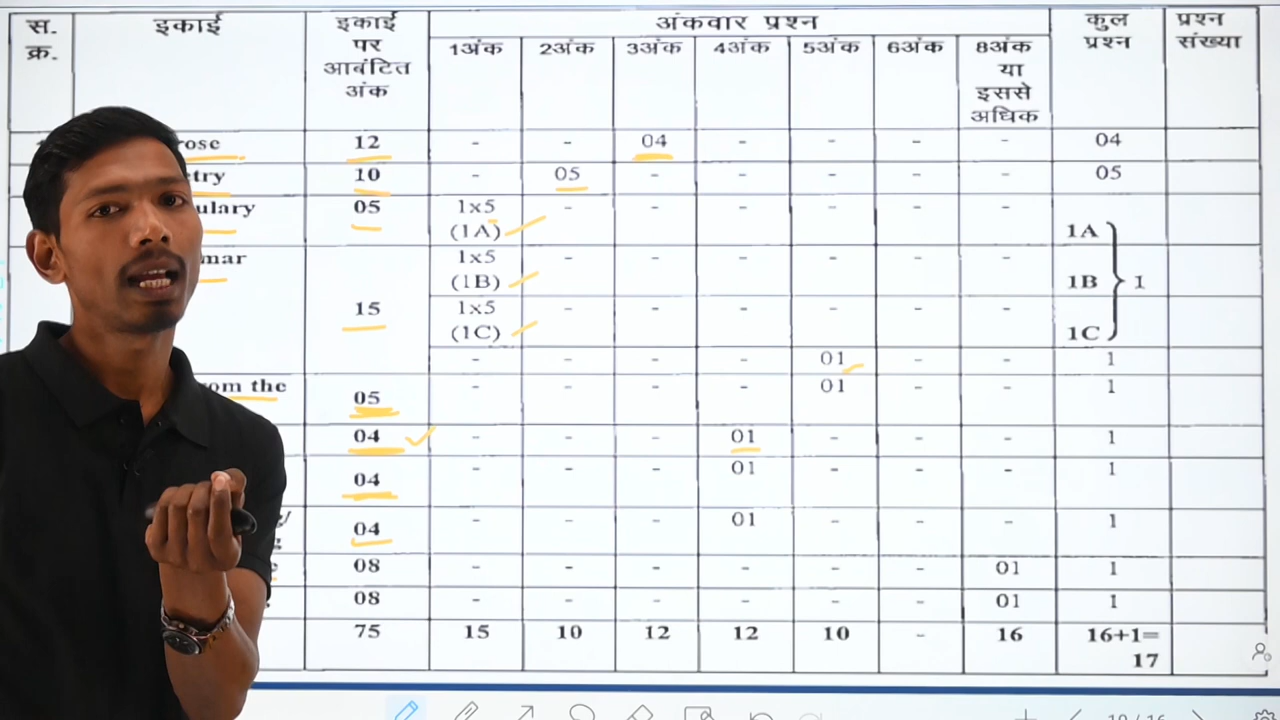 स. क्र. इकाई इकाई पर आबंटित अंक अंकवार प्रश्न कुल प्रश्न प्रश्न संख्या
1अंक 2अंक 3अंक 4अंक 5अंक 6अंक 8अंक या इससे अधिक
rose 12 - - 04 - - - - 04
etry 10 - 05 - - - - - 05
ulary 05 1x5 (1A) - - - - - - 1A
mar 15 1x5 (1B) - - - - - - 1B 1
1x5 (1C) - - - - - - 1C
- - - - 01 - - 1
om the 05 - - - - 01 - - 1
04 - - - 01 - - - 1
04 - - - 01 - - - 1
04 - - - 01 - - - 1
08 - - - - - - 01 1
08 - - - - - - 01 1
75 15 10 12 12 10 - 16 16+1= 17